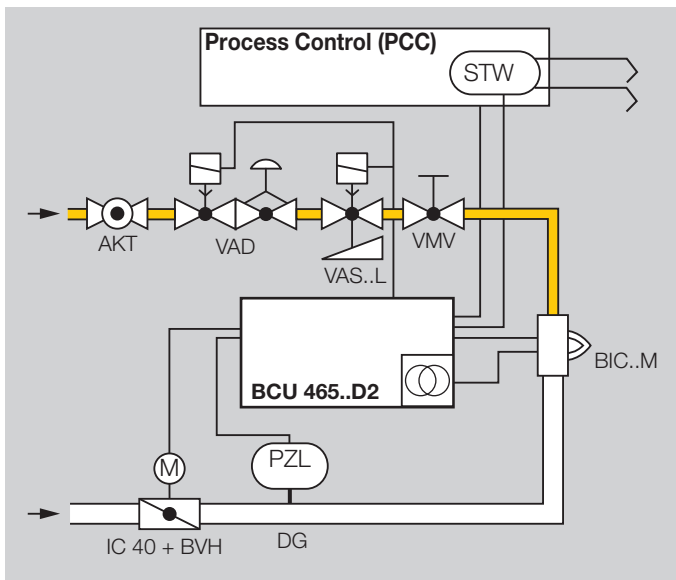 Process Control (PCC)
STW
AKT
VAD
VAS..L
VMV
BCU 465..D2
BIC..M
M
PZL
IC 40 + BVH
DG